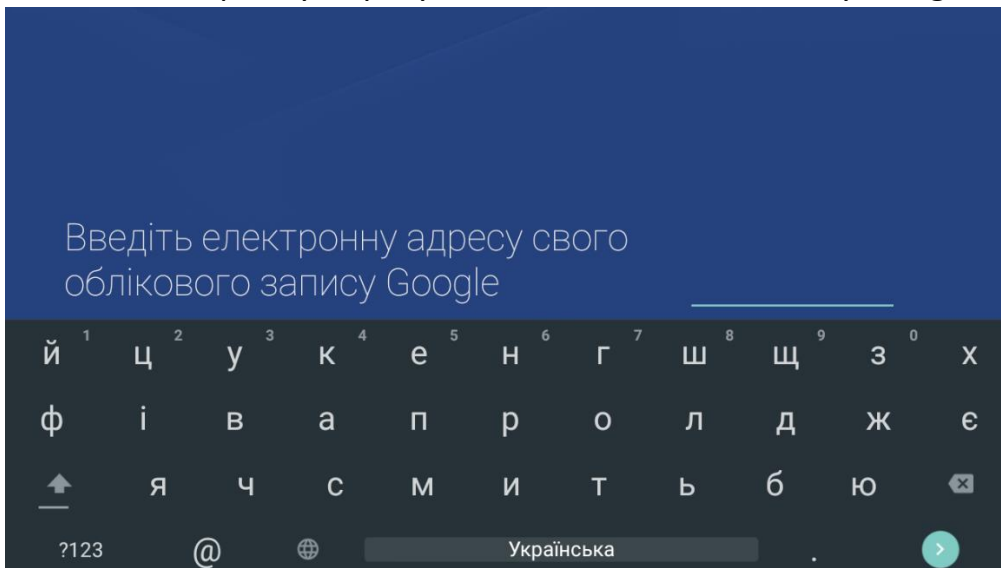 Введіть електронну адресу свого
облікового запису Google
й 1 ц 2 у 3 к 4 е 5 н 6 г 7 ш 8 щ 9 з 0 х
ф і в а п р о л д ж є
я ч с м и т ь б ю
?123 @ Українська .